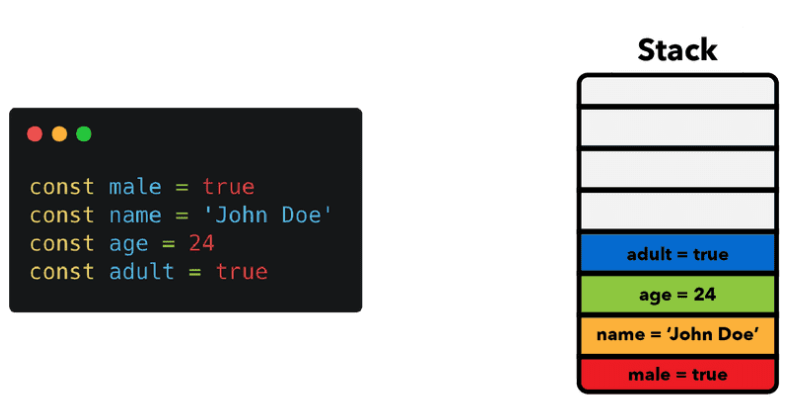 const male = true
const name = 'John Doe'
const age = 24
const adult = true
Stack
adult = true
age = 24
name = ‘John Doe’
male = true